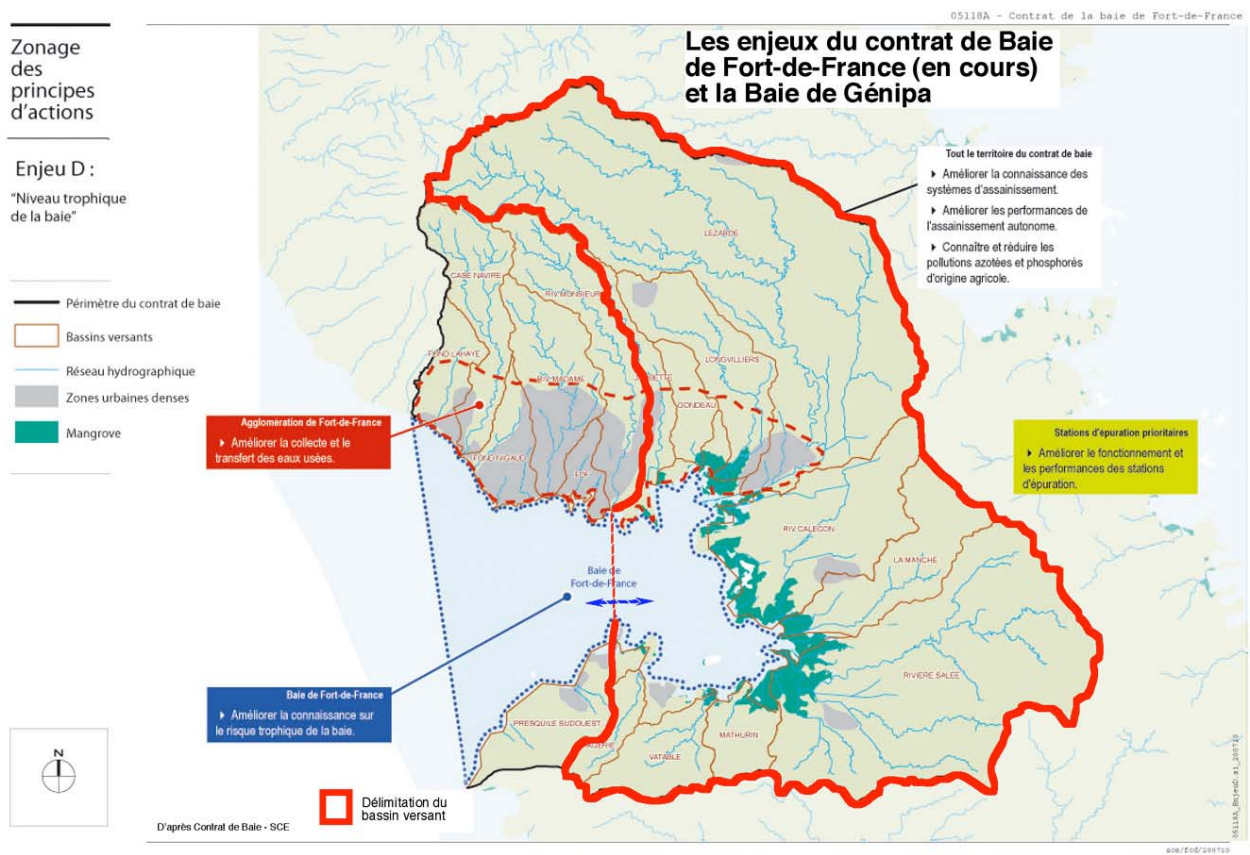 05118A - Contrat de la baie de Fort-de-France
Zonage
des
principes
d'actions
Enjeu D :
"Niveau trophique
de la baie"
Périmètre du contrat de baie
Bassins versants
Réseau hydrographique
Zones urbaines denses
Mangrove
Les enjeux du contrat de Baie
de Fort-de-France (en cours)
et la Baie de Génipa
Tout le territoire du contrat de baie
Améliorer la connaissance des
systèmes d'assainissement.
Améliorer les performances de
l'assainissement autonome.
Connaître et réduire les
pollutions azotées et phosphorés
d'origine agricole.
LEZARDE
CASE NAVIRE
RIV MONSIEUR
FOND LAHAYE
RIV MADAME
LONGVILLIERS
GONDEAU
FOND NIGAUD
FDF
Agglomération de Fort-de-France
Améliorer la collecte et le
transfert des eaux usées.
Stations d'épuration prioritaires
Améliorer le fonctionnement et
les performances des stations
d'épuration.
RIV CALECON
LA MANCHE
Baie de
Fort-de-France
RIVIERE SALEE
Baie de Fort-de-France
Améliorer la connaissance sur
le risque trophique de la baie.
PRESQUILE SUDOUEST
MATHURIN
VATABLE
N
Délimitation du
bassin versant
D'après Contrat de Baie - SCE
05118A_EnjeuD.ai_200710
sce/fcd/200710